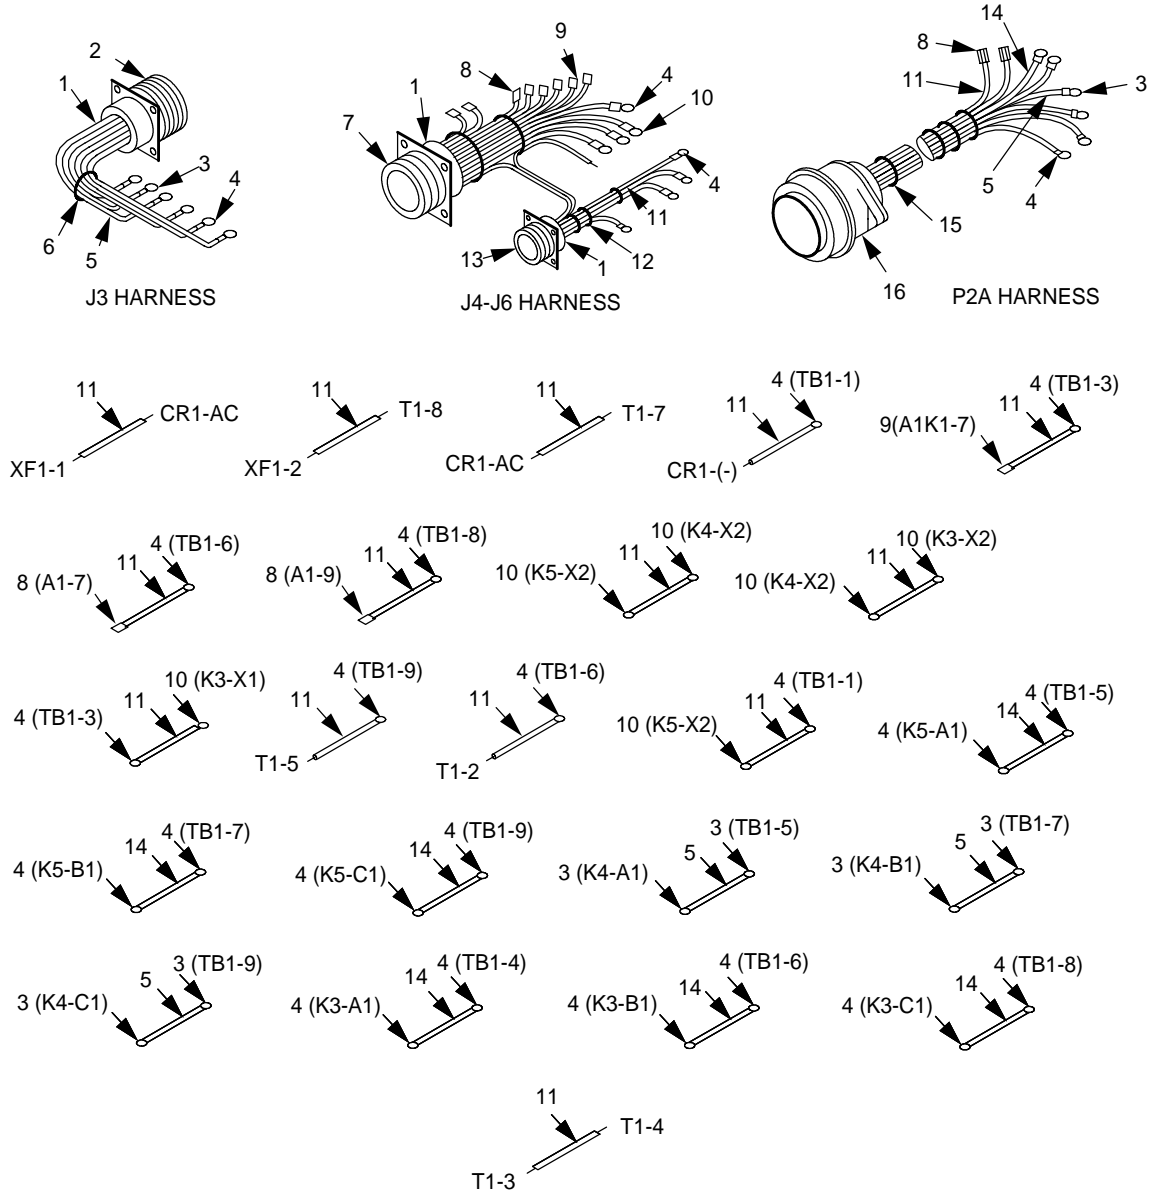 2
1
3
4
6
5
J3 HARNESS
9
8
4
1
10
7
4
11
13
1
12
J4-J6 HARNESS
14
8
11
3
5
4
15
16
P2A HARNESS
11
CR1-AC
XF1-1
11
T1-8
XF1-2
11
T1-7
CR1-AC
4 (TB1-1)
11
CR1-(-)
4 (TB1-3)
11
9(A1K1-7)
4 (TB1-6)
11
8 (A1-7)
4 (TB1-8)
11
8 (A1-9)
10 (K4-X2)
11
10 (K5-X2)
10 (K3-X2)
11
10 (K4-X2)
10 (K3-X1)
11
4 (TB1-3)
4 (TB1-9)
11
T1-5
4 (TB1-6)
11
T1-2
4 (TB1-1)
11
10 (K5-X2)
4 (TB1-5)
14
4 (K5-A1)
4 (TB1-7)
14
4 (K5-B1)
4 (TB1-9)
14
4 (K5-C1)
3 (TB1-5)
5
3 (K4-A1)
3 (TB1-7)
5
3 (K4-B1)
3 (TB1-9)
5
3 (K4-C1)
4 (TB1-4)
14
4 (K3-A1)
4 (TB1-6)
14
4 (K3-B1)
4 (TB1-8)
14
4 (K3-C1)
11
T1-4
T1-3